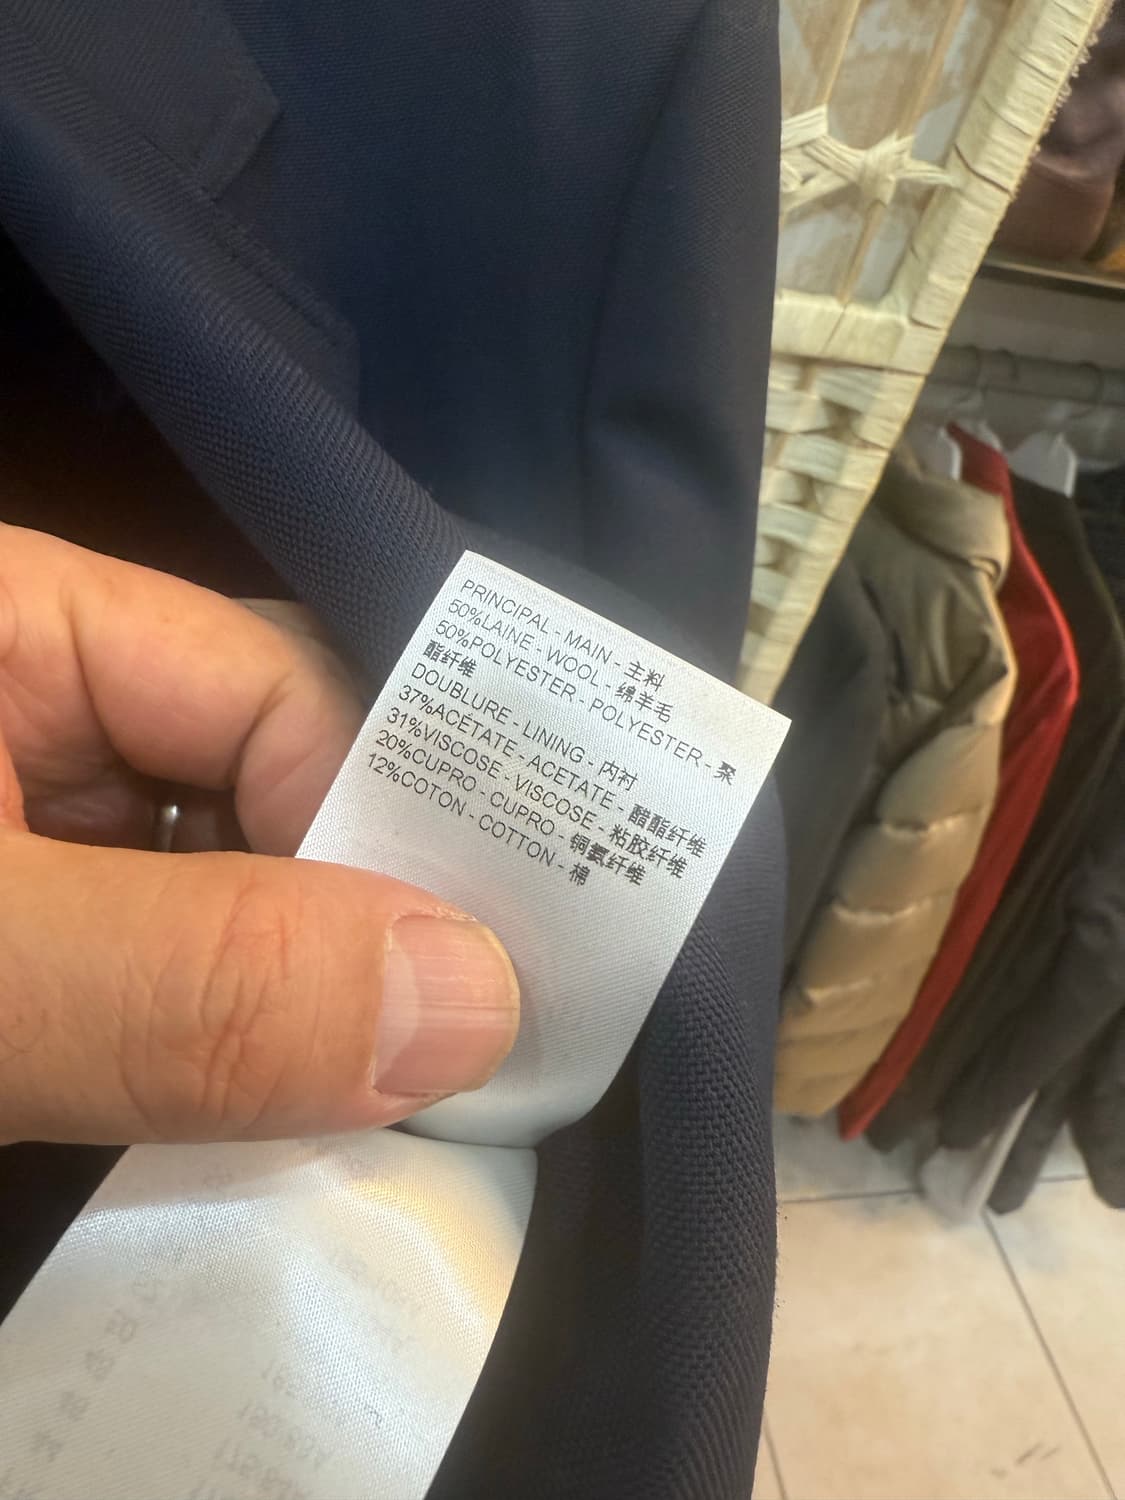 PRINCIPAL - MAIN - 主料
50%LAINE - WOOL - 绵羊毛
50%POLYESTER - POLYESTER - 聚
酯纤维
DOUBLURE - LINING - 内衬
37%ACÉTATE - ACETATE - 醋酯纤维
31%VISCOSE - VISCOSE - 粘胶纤维
20%CUPRO - CUPRO - 铜氨纤维
12%COTON - COTTON - 棉